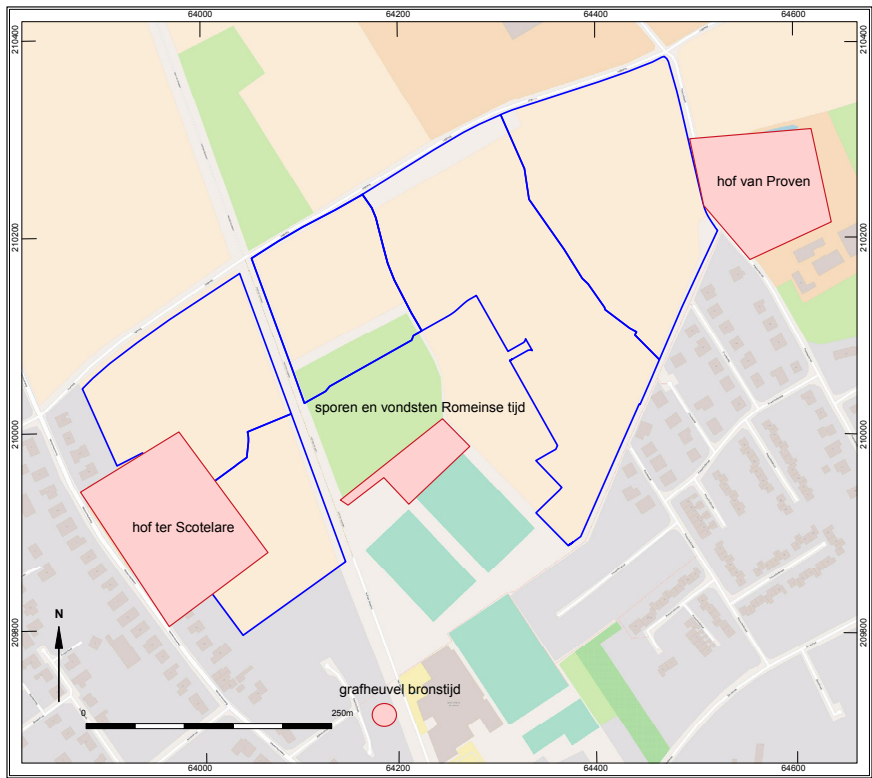 64000 64200 64400 64600
210400 210400
hof van Proven
210200 210200
sporen en vondsten Romeinse tijd
210000 210000
hof ter Scotelare
N
209800 209800
grafheuvel bronstijd
0 250m
64000 64200 64400 64600